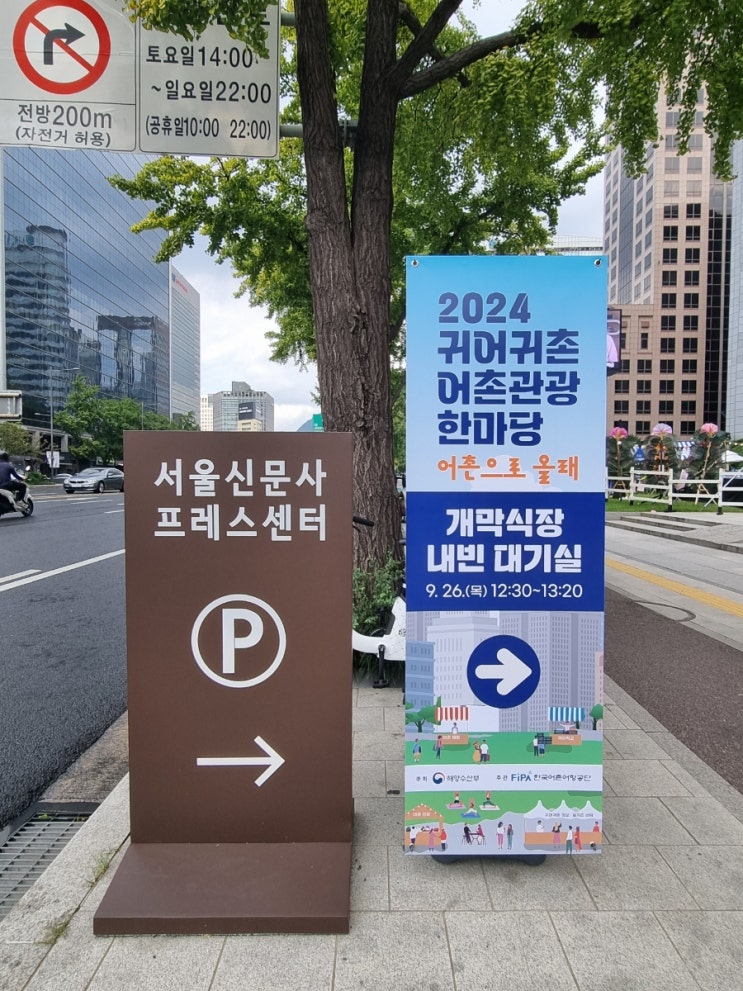 전방200m
(자전거 허용)
토요일14:00
~일요일22:00
(공휴일10:00 22:00)
서울신문사
프레스센터
P
2024
귀어귀촌
어촌관광
한마당
어촌으로 올래
개막식장
내빈 대기실
9. 26.(목) 12:30~13:20
주최 해양수산부 주관 FiPA 한국어촌어항공단